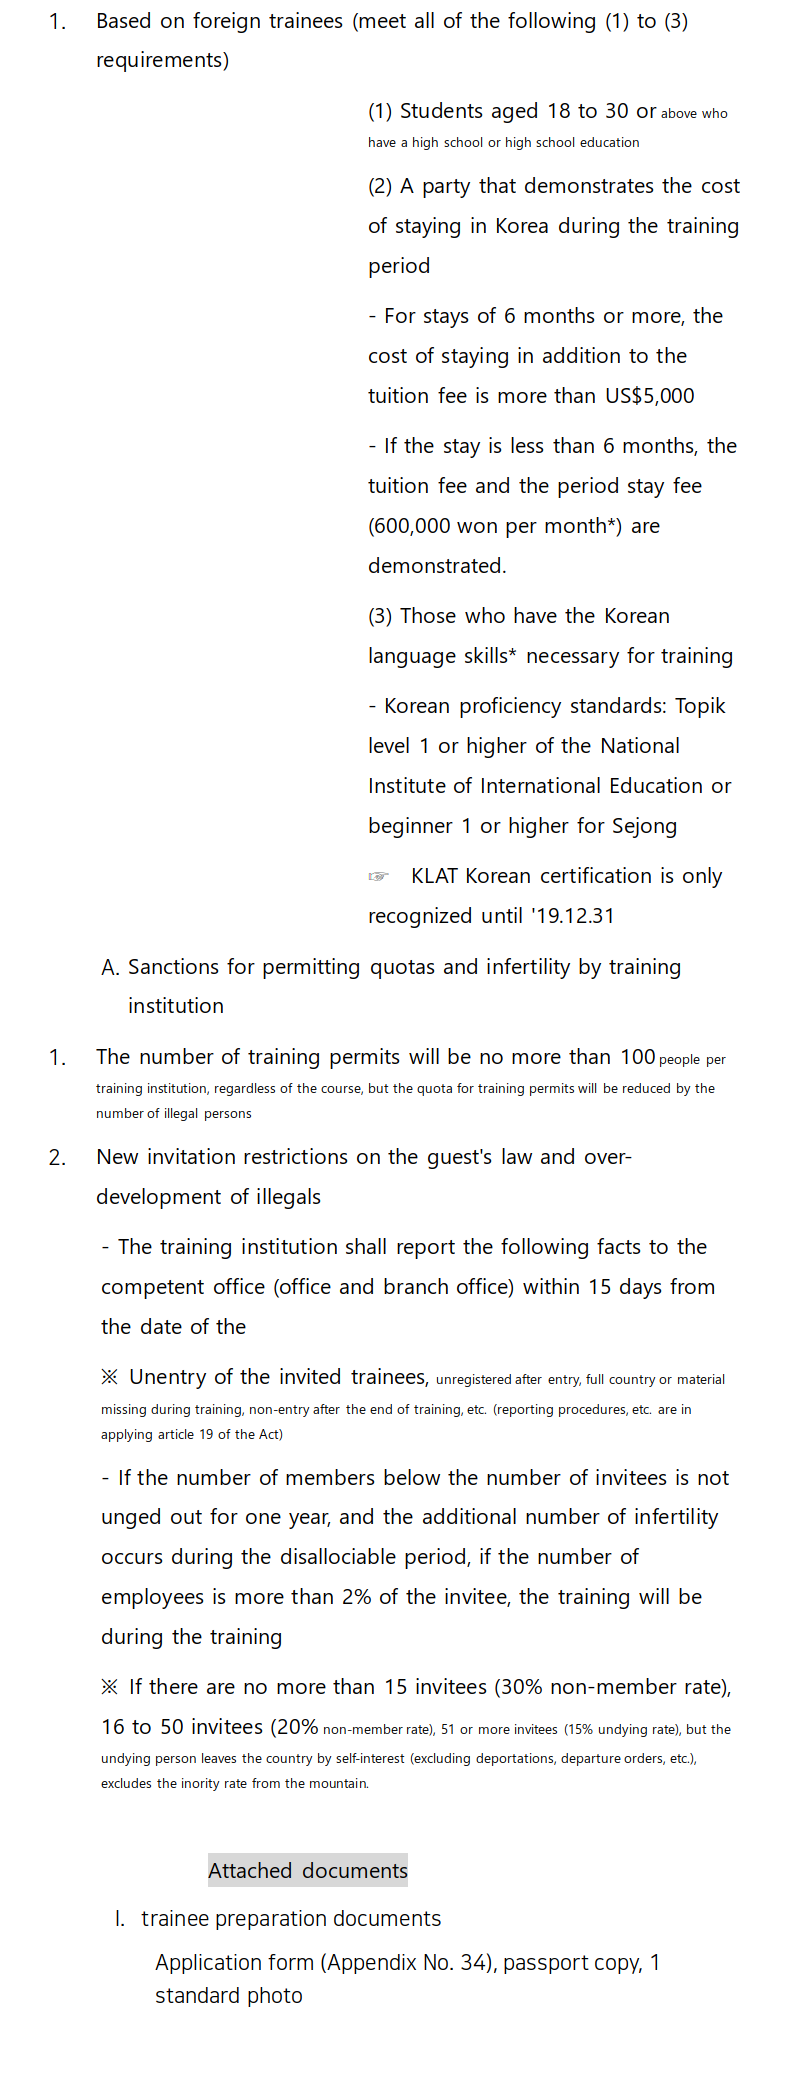 1. Based on foreign trainees (meet all of the following (1) to (3)
requirements)
(1) Students aged 18 to 30 or above who
have a high school or high school education
(2) A party that demonstrates the cost
of staying in Korea during the training
period
- For stays of 6 months or more, the
cost of staying in addition to the
tuition fee is more than US$5,000
- If the stay is less than 6 months, the
tuition fee and the period stay fee
(600,000 won per month*) are
demonstrated.
(3) Those who have the Korean
language skills* necessary for training
- Korean proficiency standards: Topik
level 1 or higher of the National
Institute of International Education or
beginner 1 or higher for Sejong
☞ KLAT Korean certification is only
recognized until '19.12.31
A. Sanctions for permitting quotas and infertility by training
institution
1. The number of training permits will be no more than 100 people per
training institution, regardless of the course, but the quota for training permits will be reduced by the
number of illegal persons
2. New invitation restrictions on the guest's law and over-
development of illegals
- The training institution shall report the following facts to the
competent office (office and branch office) within 15 days from
the date of the
※ Unentry of the invited trainees, unregistered after entry, full country or material
missing during training, non-entry after the end of training, etc. (reporting procedures, etc. are in
applying article 19 of the Act)
- If the number of members below the number of invitees is not
unged out for one year, and the additional number of infertility
occurs during the disallociable period, if the number of
employees is more than 2% of the invitee, the training will be
during the training
※ If there are no more than 15 invitees (30% non-member rate),
16 to 50 invitees (20% non-member rate), 51 or more invitees (15% undying rate), but the
undying person leaves the country by self-interest (excluding deportations, departure orders, etc.),
excludes the inority rate from the mountain.
Attached documents
I. trainee preparation documents
Application form (Appendix No. 34), passport copy, 1
standard photo